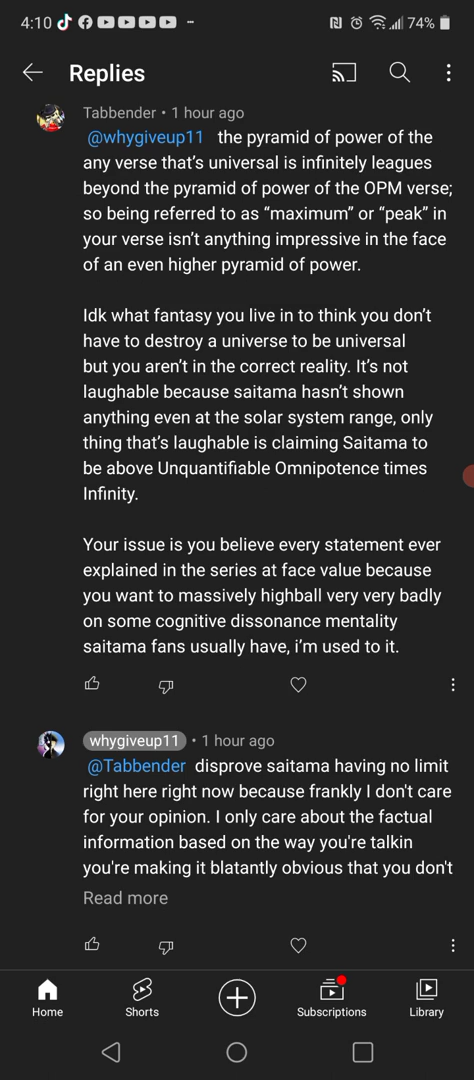 4:10
74%
Replies
Tabbender • 1 hour ago
@whygiveup11 the pyramid of power of the
any verse that’s universal is infinitely leagues
beyond the pyramid of power of the OPM verse;
so being referred to as “maximum” or “peak” in
your verse isn’t anything impressive in the face
of an even higher pyramid of power.
Idk what fantasy you live in to think you don’t
have to destroy a universe to be universal
but you aren’t in the correct reality. It’s not
laughable because saitama hasn’t shown
anything even at the solar system range, only
thing that’s laughable is claiming Saitama to
be above Unquantifiable Omnipotence times
Infinity.
Your issue is you believe every statement ever
explained in the series at face value because
you want to massively highball very very badly
on some cognitive dissonance mentality
saitama fans usually have, i’m used to it.
whygiveup11 • 1 hour ago
@Tabbender disprove saitama having no limit
right here right now because frankly I don't care
for your opinion. I only care about the factual
information based on the way you're talkin
you're making it blatantly obvious that you don't
Read more
Home
Shorts
Subscriptions
Library